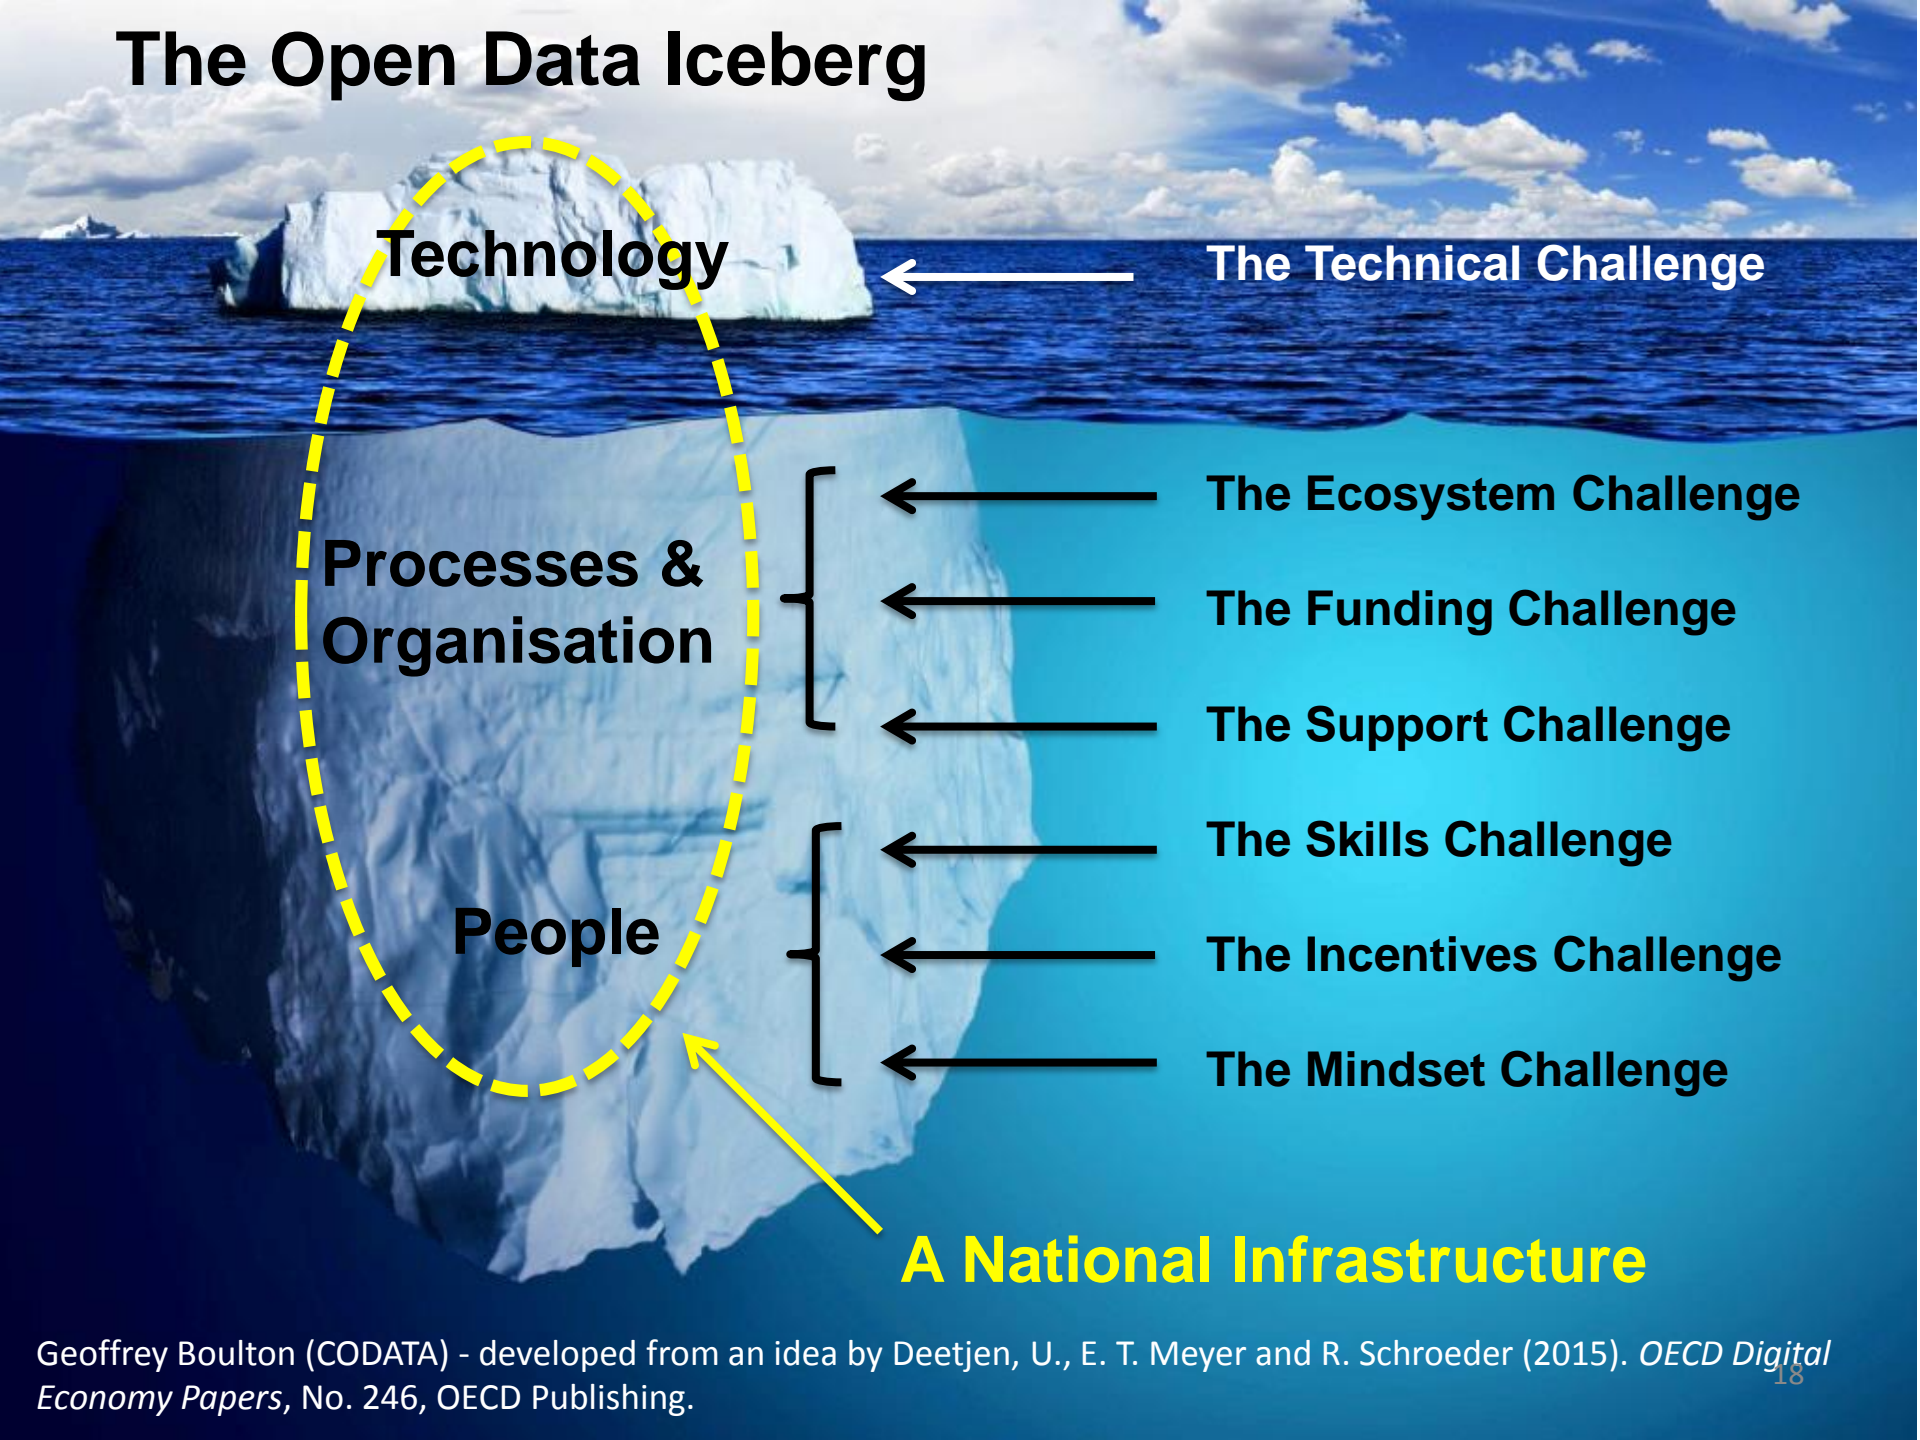 The Open Data Iceberg
Technology
The Technical Challenge
The Ecosystem Challenge
Processes &
Organisation
The Funding Challenge
The Support Challenge
The Skills Challenge
People
The Incentives Challenge
The Mindset Challenge
A National Infrastructure
Geoffrey Boulton (CODATA) - developed from an idea by Deetjen, U., E. T. Meyer and R. Schroeder (2015). OECD Digital
Economy Papers, No. 246, OECD Publishing.
18